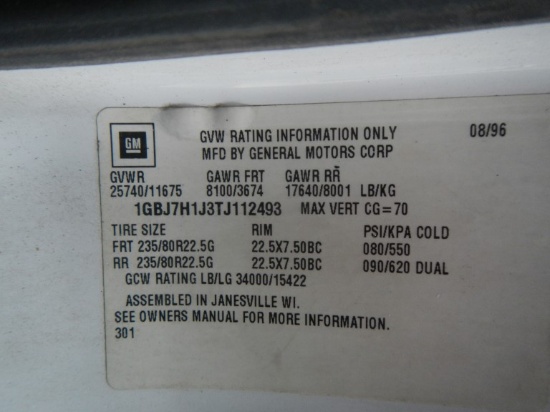 GM
GVW RATING INFORMATION ONLY 08/96
MFD BY GENERAL MOTORS CORP
GVWR GAWR FRT GAWR RR
25740/11675 8100/3674 17640/8001 LB/KG
1GBJ7H1J3TJ112493 MAX VERT CG=70
TIRE SIZE RIM PSI/KPA COLD
FRT 235/80R22.5G 22.5X7.50BC 080/550
RR 235/80R22.5G 22.5X7.50BC 090/620 DUAL
GCW RATING LB/LG 34000/15422
ASSEMBLED IN JANESVILLE WI.
SEE OWNERS MANUAL FOR MORE INFORMATION.
301